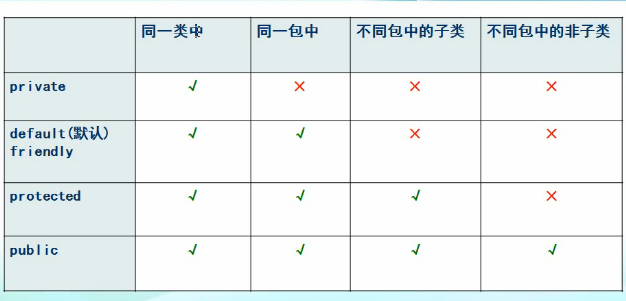 同一类中 同一包中 不同包中的子类 不同包中的非子类
private √ × × ×
default(默认) √ √ × ×
friendly
protected √ √ √ ×
public √ √ √ √